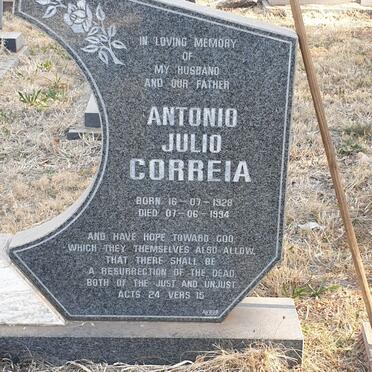 IN LOVING MEMORY
OF
MY HUSBAND
AND OUR FATHER
ANTONIO
JULIO
CORREIA
BORN 16-07-1928
DIED 07-06-1994
AND HAVE HOPE TOWARD GOD
WHICH THEY THEMSELVES ALSO ALLOW
THAT THERE SHALL BE
A RESURRECTION OF THE DEAD
BOTH OF THE JUST AND UNJUST
ACTS 24 VERS 15